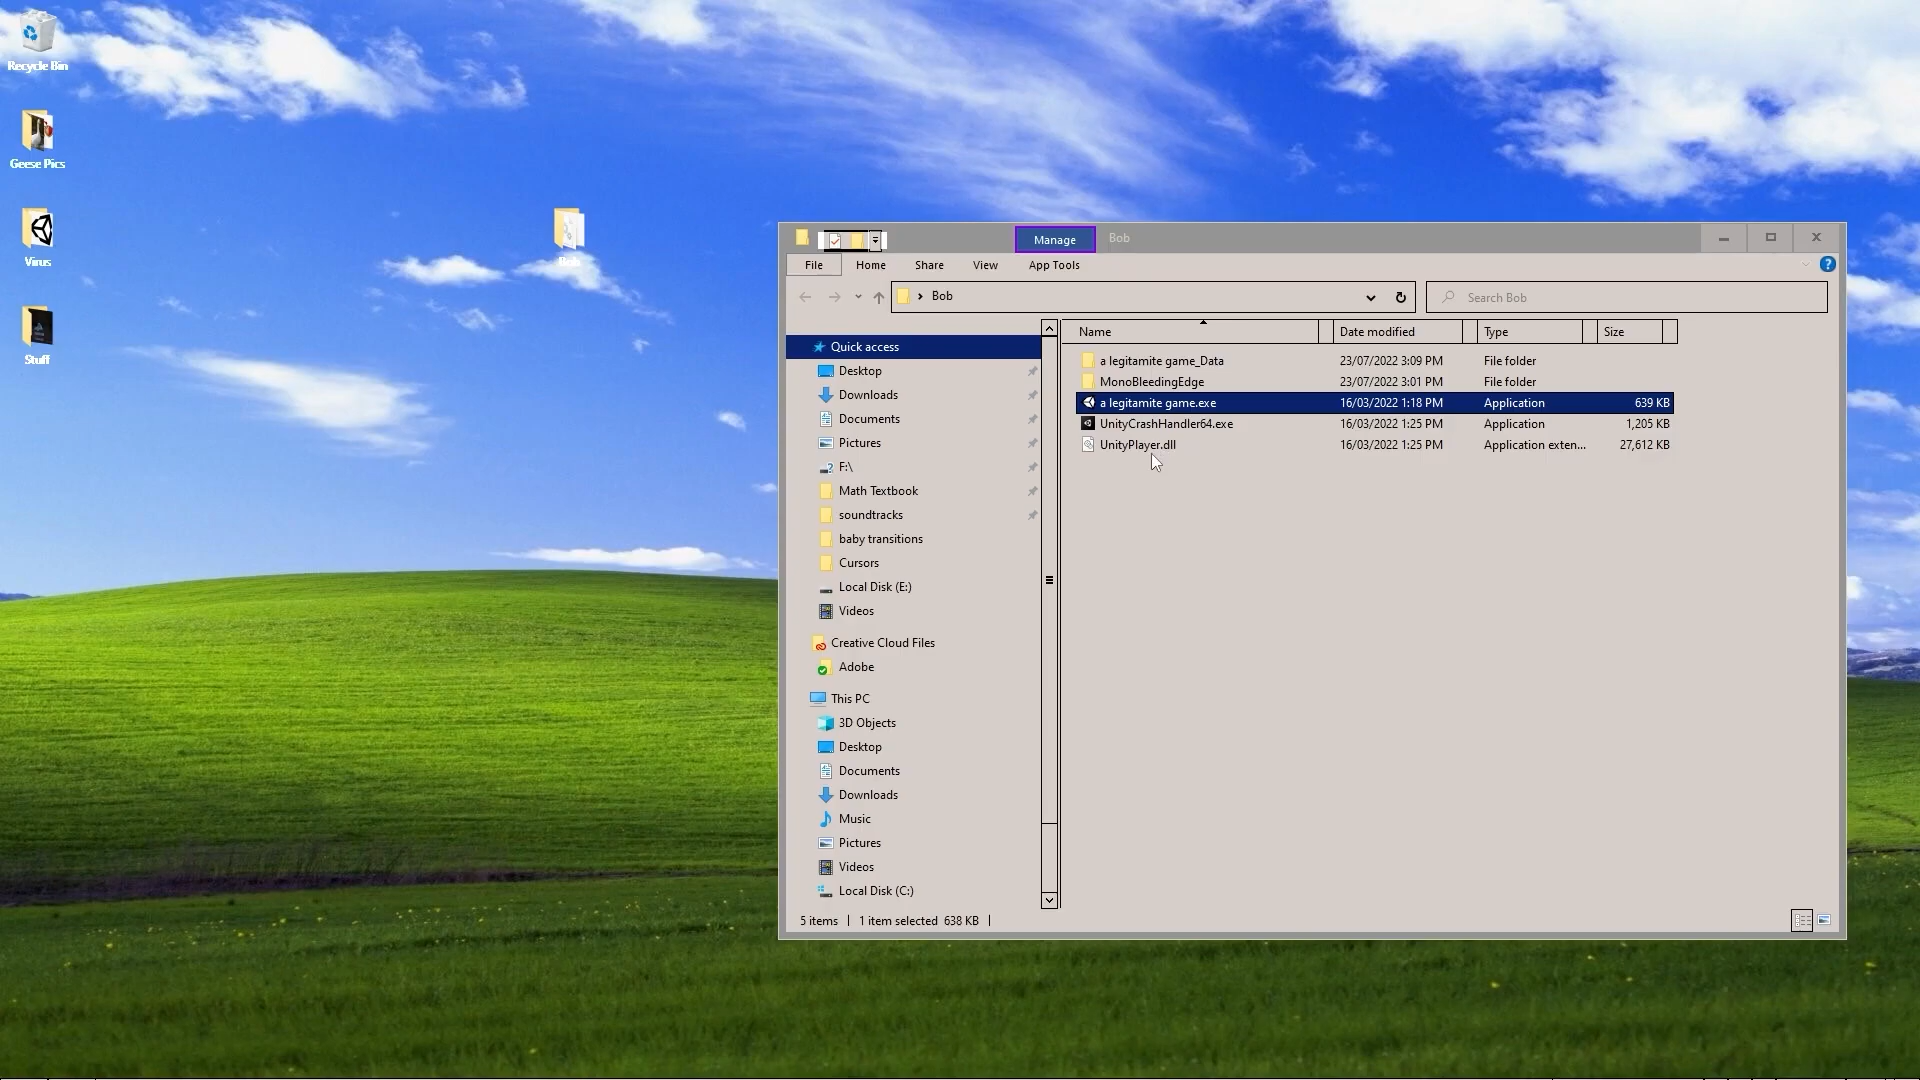 Recycle Bin
Geese Pics
Virus
Stuff
Bob
Manage
Bob
File
Home
Share
View
App Tools
Bob
Search Bob
Quick access
Desktop
Downloads
Documents
Pictures
F:\
Math Textbook
soundtracks
baby transitions
Cursors
Local Disk (E:)
Videos
Creative Cloud Files
Adobe
This PC
3D Objects
Desktop
Documents
Downloads
Music
Pictures
Videos
Local Disk (C:)
Name Date modified Type Size
a legitamite game_Data 23/07/2022 3:09 PM File folder
MonoBleedingEdge 23/07/2022 3:01 PM File folder
a legitamite game.exe 16/03/2022 1:18 PM Application 639 KB
UnityCrashHandler64.exe 16/03/2022 1:25 PM Application 1,205 KB
UnityPlayer.dll 16/03/2022 1:25 PM Application exten... 27,612 KB
5 items 1 item selected 638 KB